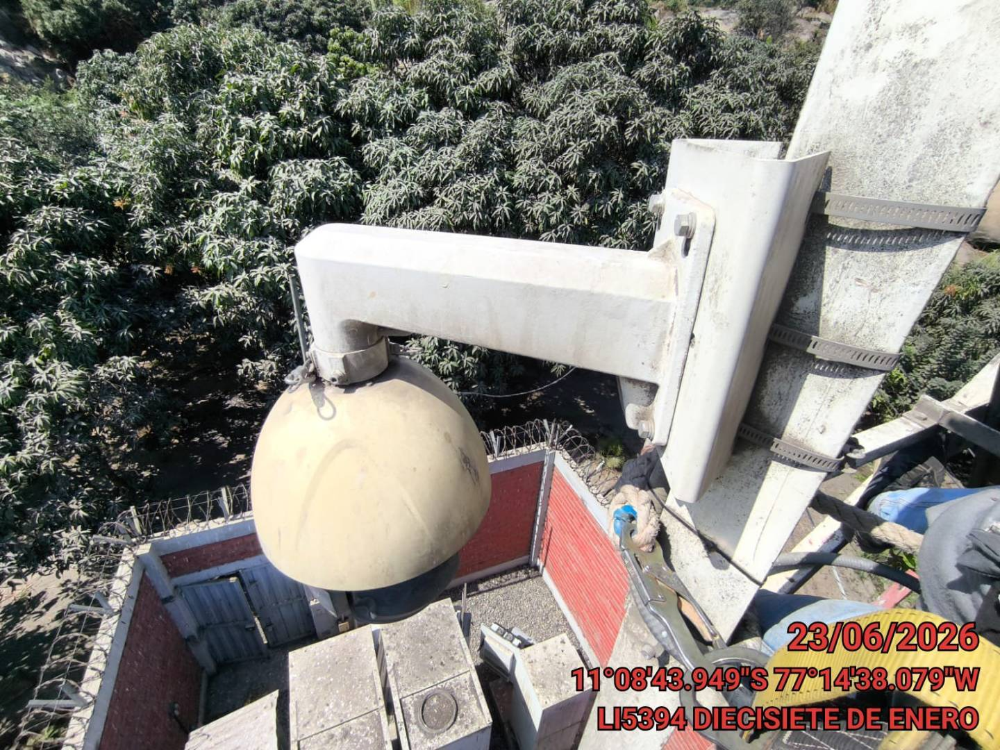 23/06/2026
11°08'43.949"S 77°14'38.079"W
LI5394 DIECISIETE DE ENERO